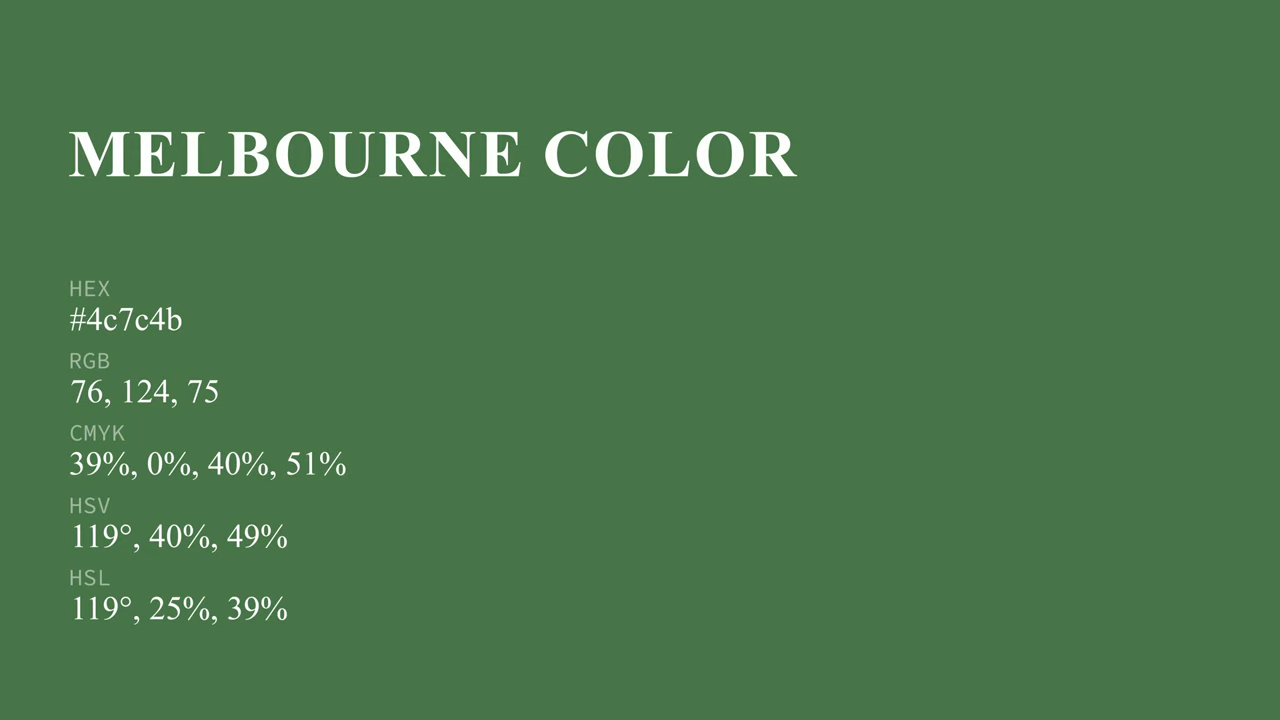 MELBOURNE COLOR
HEX
#4c7c4b
RGB
76, 124, 75
CMYK
39%, 0%, 40%, 51%
HSV
119°, 40%, 49%
HSL
119°, 25%, 39%